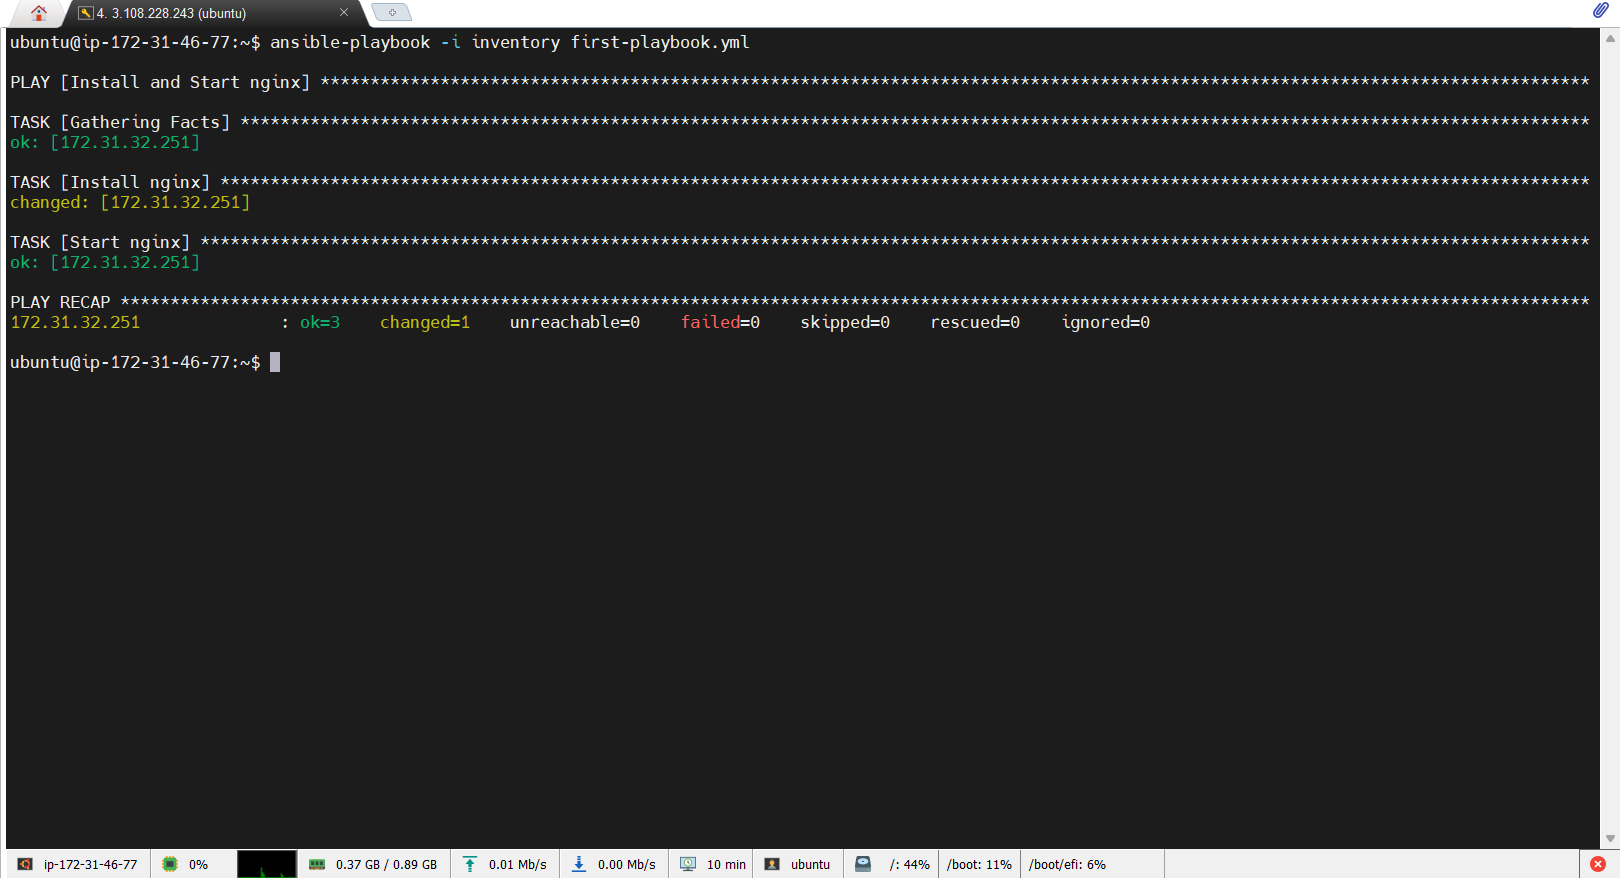 4. 3.108.228.243 (ubuntu)
ubuntu@ip-172-31-46-77:~$ ansible-playbook -i inventory first-playbook.yml
PLAY [Install and Start nginx] *******************************************************************************************************************************
TASK [Gathering Facts] ***************************************************************************************************************************************
ok: [172.31.32.251]
TASK [Install nginx] *****************************************************************************************************************************************
changed: [172.31.32.251]
TASK [Start nginx] *******************************************************************************************************************************************
ok: [172.31.32.251]
PLAY RECAP ***************************************************************************************************************************************************
172.31.32.251 : ok=3 changed=1 unreachable=0 failed=0 skipped=0 rescued=0 ignored=0
ubuntu@ip-172-31-46-77:~$
ip-172-31-46-77 0% 0.37 GB / 0.89 GB 0.01 Mb/s 0.00 Mb/s 10 min ubuntu /: 44% /boot: 11% /boot/efi: 6%